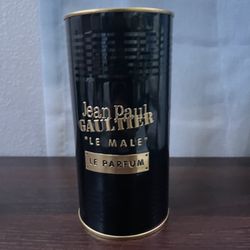 Jean Paul
GAULTIER
"LE MALE"
LE PARFUM